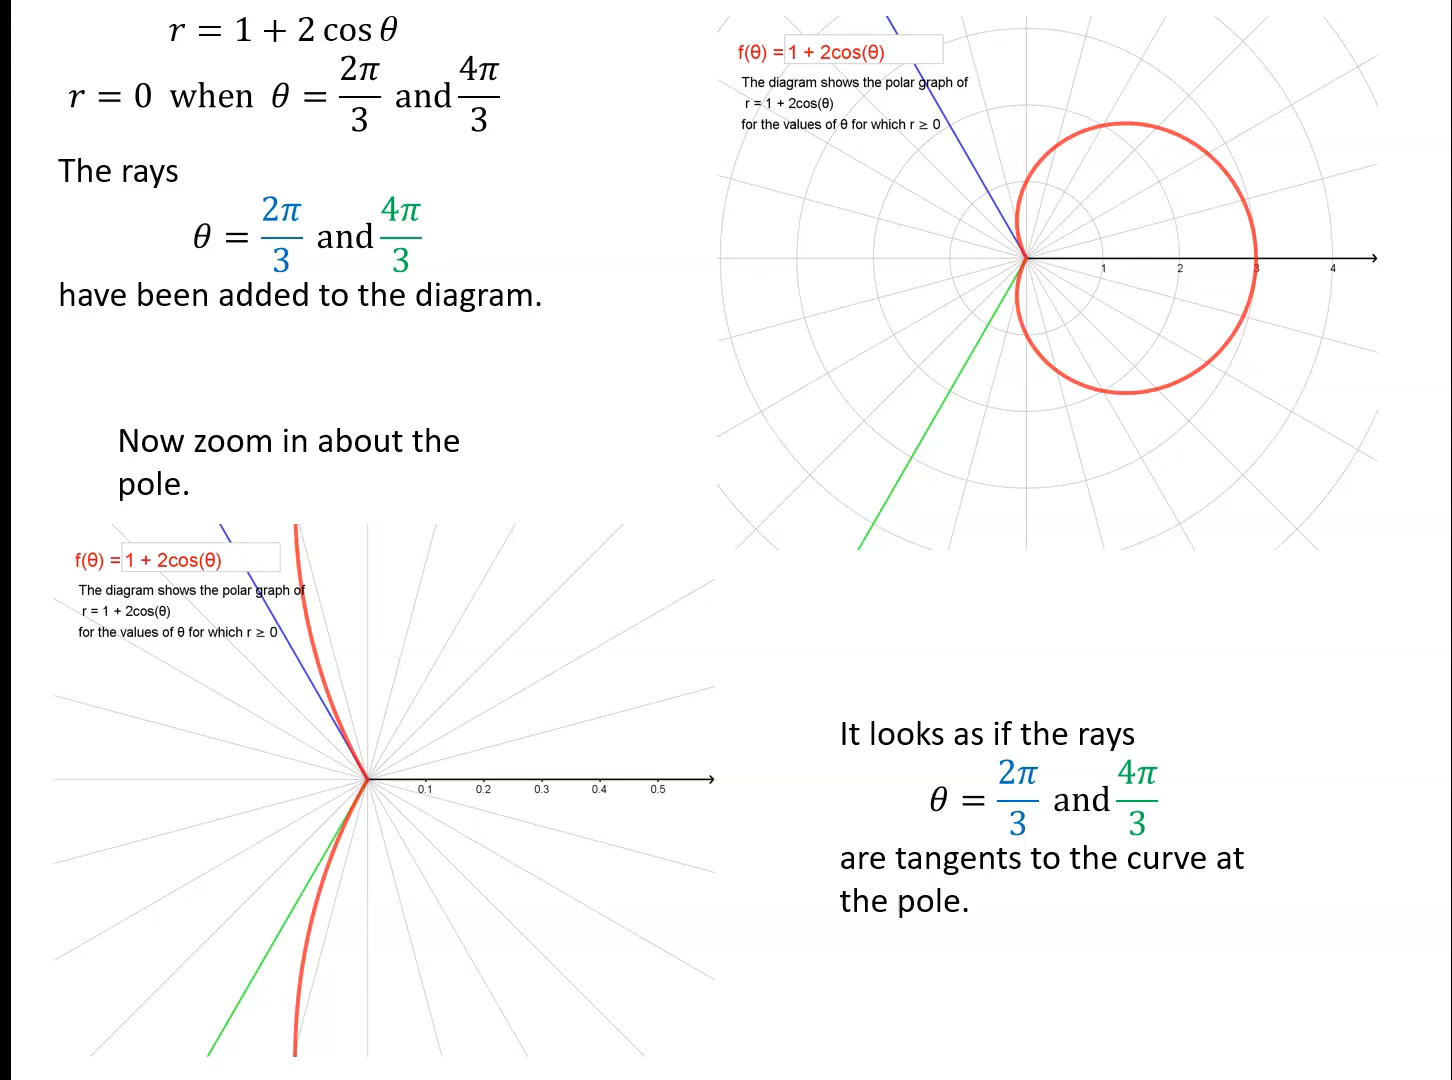 r = 1 + 2 cos θ
r = 0 when θ = 2π/3 and 4π/3
The rays
θ = 2π/3 and 4π/3
have been added to the diagram.
f(θ) = 1 + 2cos(θ)
The diagram shows the polar graph of
r = 1 + 2cos(θ)
for the values of θ for which r ≥ 0
1 2 3 4
Now zoom in about the
pole.
f(θ) = 1 + 2cos(θ)
The diagram shows the polar graph of
r = 1 + 2cos(θ)
for the values of θ for which r ≥ 0
0.1 0.2 0.3 0.4 0.5
It looks as if the rays
θ = 2π/3 and 4π/3
are tangents to the curve at
the pole.